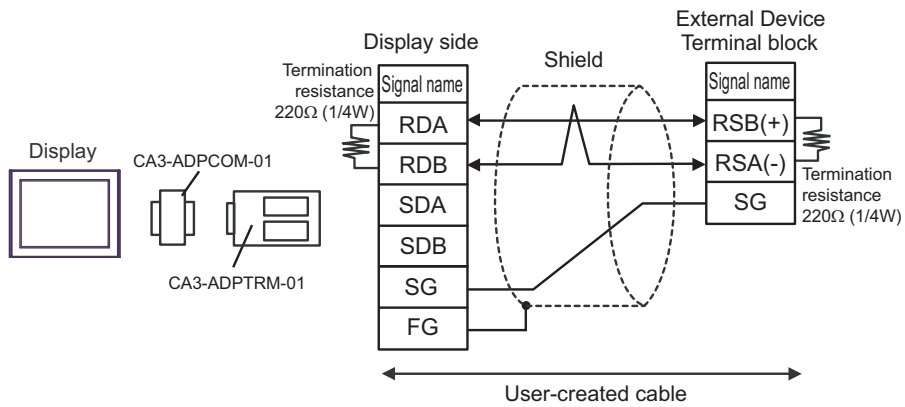 External Device
Terminal block
Display side
Shield
Termination
resistance
220Ω (1/4W)
Signal name
RDA
RDB
SDA
SDB
SG
FG
Signal name
RSB(+)
RSA(-)
SG
Termination
resistance
220Ω (1/4W)
Display
CA3-ADPCOM-01
CA3-ADPTRM-01
User-created cable